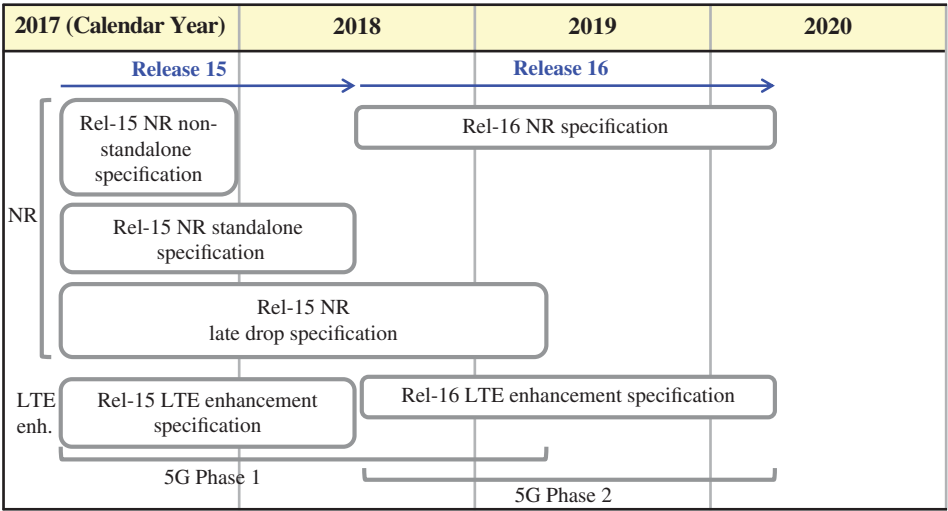 2017 (Calendar Year) 2018 2019 2020
Release 15 Release 16
Rel-15 NR non-
standalone
specification
Rel-16 NR specification
NR
Rel-15 NR standalone
specification
Rel-15 NR
late drop specification
LTE
enh.
Rel-15 LTE enhancement
specification
Rel-16 LTE enhancement specification
5G Phase 1
5G Phase 2